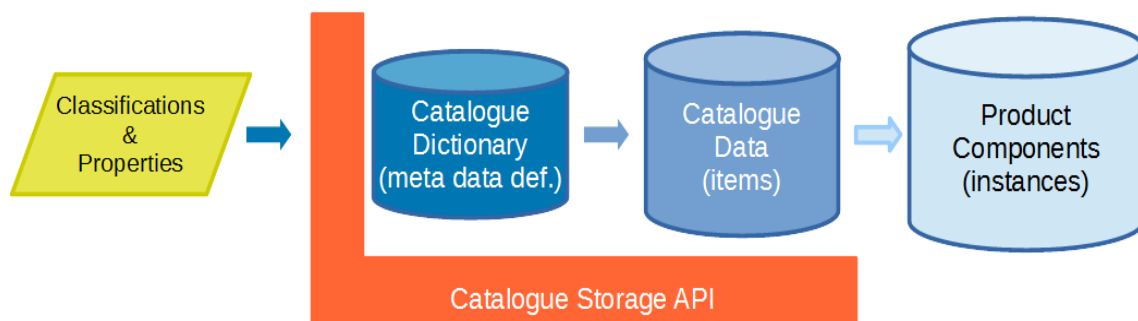 Classifications
&
Properties
Catalogue
Dictionary
(meta data def.)
Catalogue
Data
(items)
Product
Components
(instances)
Catalogue Storage API